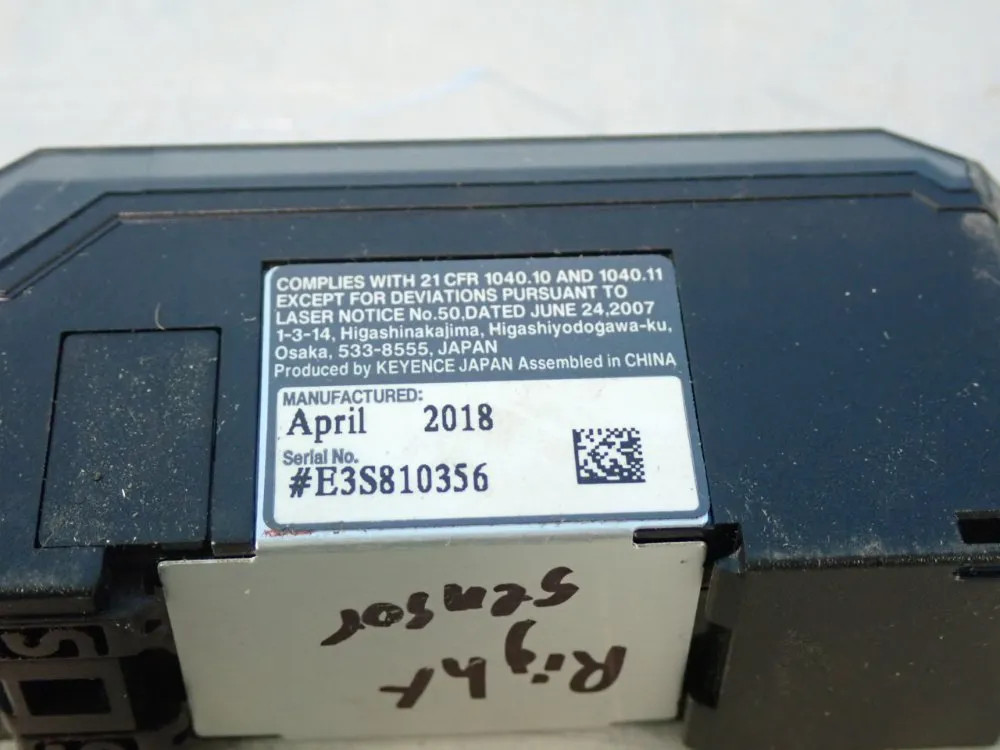 COMPLIES WITH 21 CFR 1040.10 AND 1040.11
EXCEPT FOR DEVIATIONS PURSUANT TO
LASER NOTICE No.50,DATED JUNE 24,2007
1-3-14, Higashinakajima, Higashiyodogawa-ku,
Osaka, 533-8555, JAPAN
Produced by KEYENCE JAPAN Assembled in CHINA
MANUFACTURED:
April 2018
Serial No.
#E3S810356
Right
Sensor